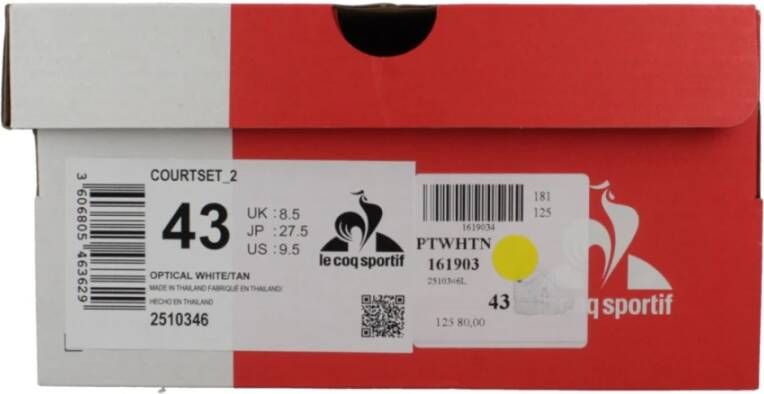 3 606805 463629
COURTSET_2
43
UK : 8.5
JP : 27.5
US : 9.5
le coq sportif
OPTICAL WHITE/TAN
MADE IN THAILAND FABRIQUÉ EN THAILANDE
HECHO EN THAILAND
2510346
1619034
181
125
PTWHTN
161903
2510346L
43
125 80,00
q sportif